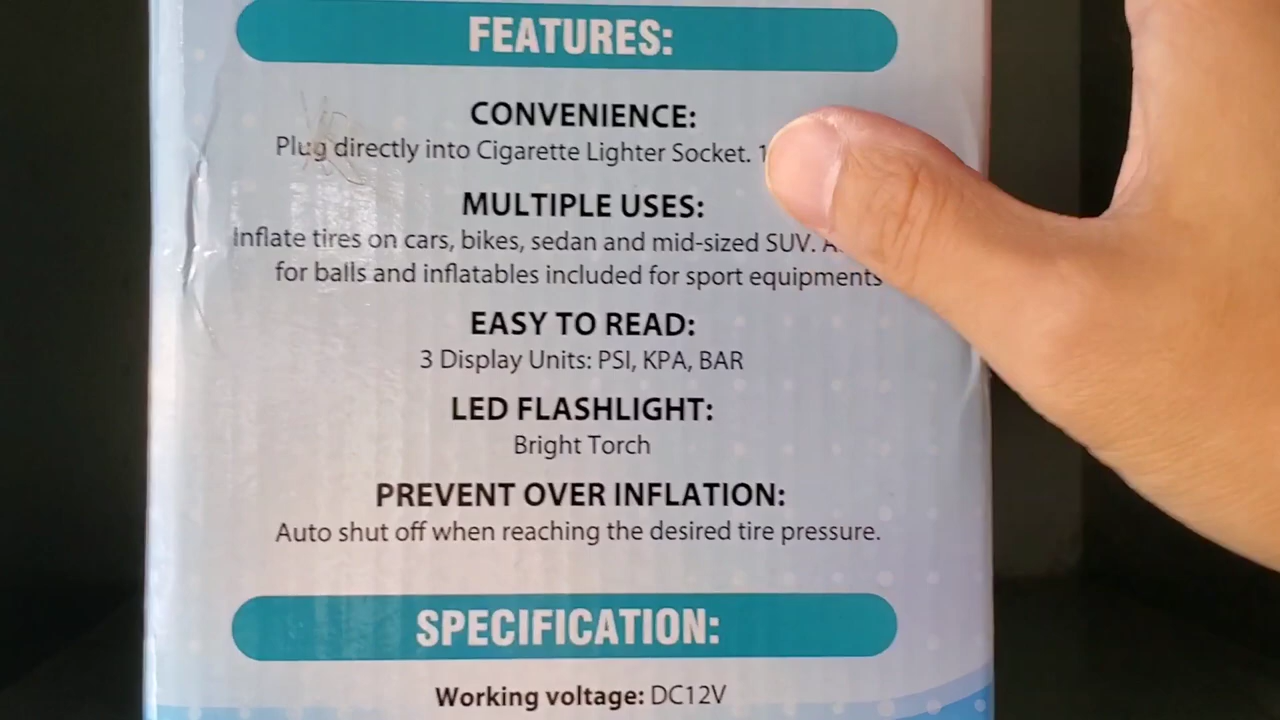 FEATURES:
CONVENIENCE:
Plug directly into Cigarette Lighter Socket.
MULTIPLE USES:
Inflate tires on cars, bikes, sedan and mid-sized SUV.
for balls and inflatables included for sport equipments
EASY TO READ:
3 Display Units: PSI, KPA, BAR
LED FLASHLIGHT:
Bright Torch
PREVENT OVER INFLATION:
Auto shut off when reaching the desired tire pressure.
SPECIFICATION:
Working voltage: DC12V